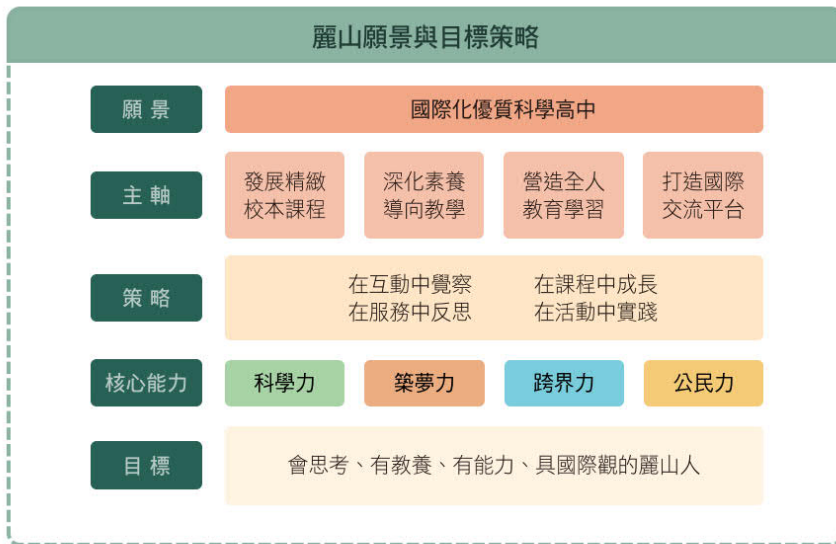 麗山願景與目標策略
願景
國際化優質科學高中
主軸
發展精緻
校本課程
深化素養
導向教學
營造全人
教育學習
打造國際
交流平台
策略
在互動中覺察
在課程中成長
在服務中反思
在活動中實踐
核心能力
科學力
築夢力
跨界力
公民力
目標
會思考、有教養、有能力、具國際觀的麗山人